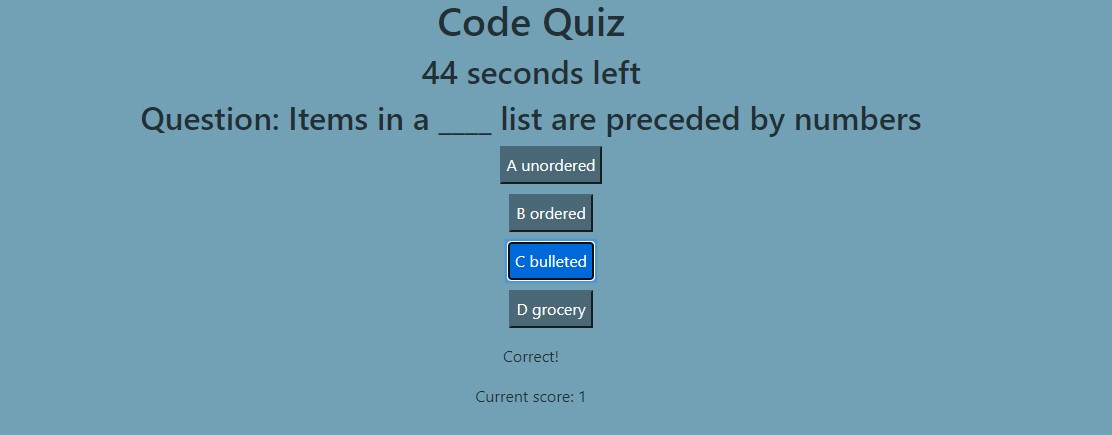 Code Quiz
44 seconds left
Question: Items in a ____ list are preceded by numbers
A unordered
B ordered
C bulleted
D grocery
Correct!
Current score: 1